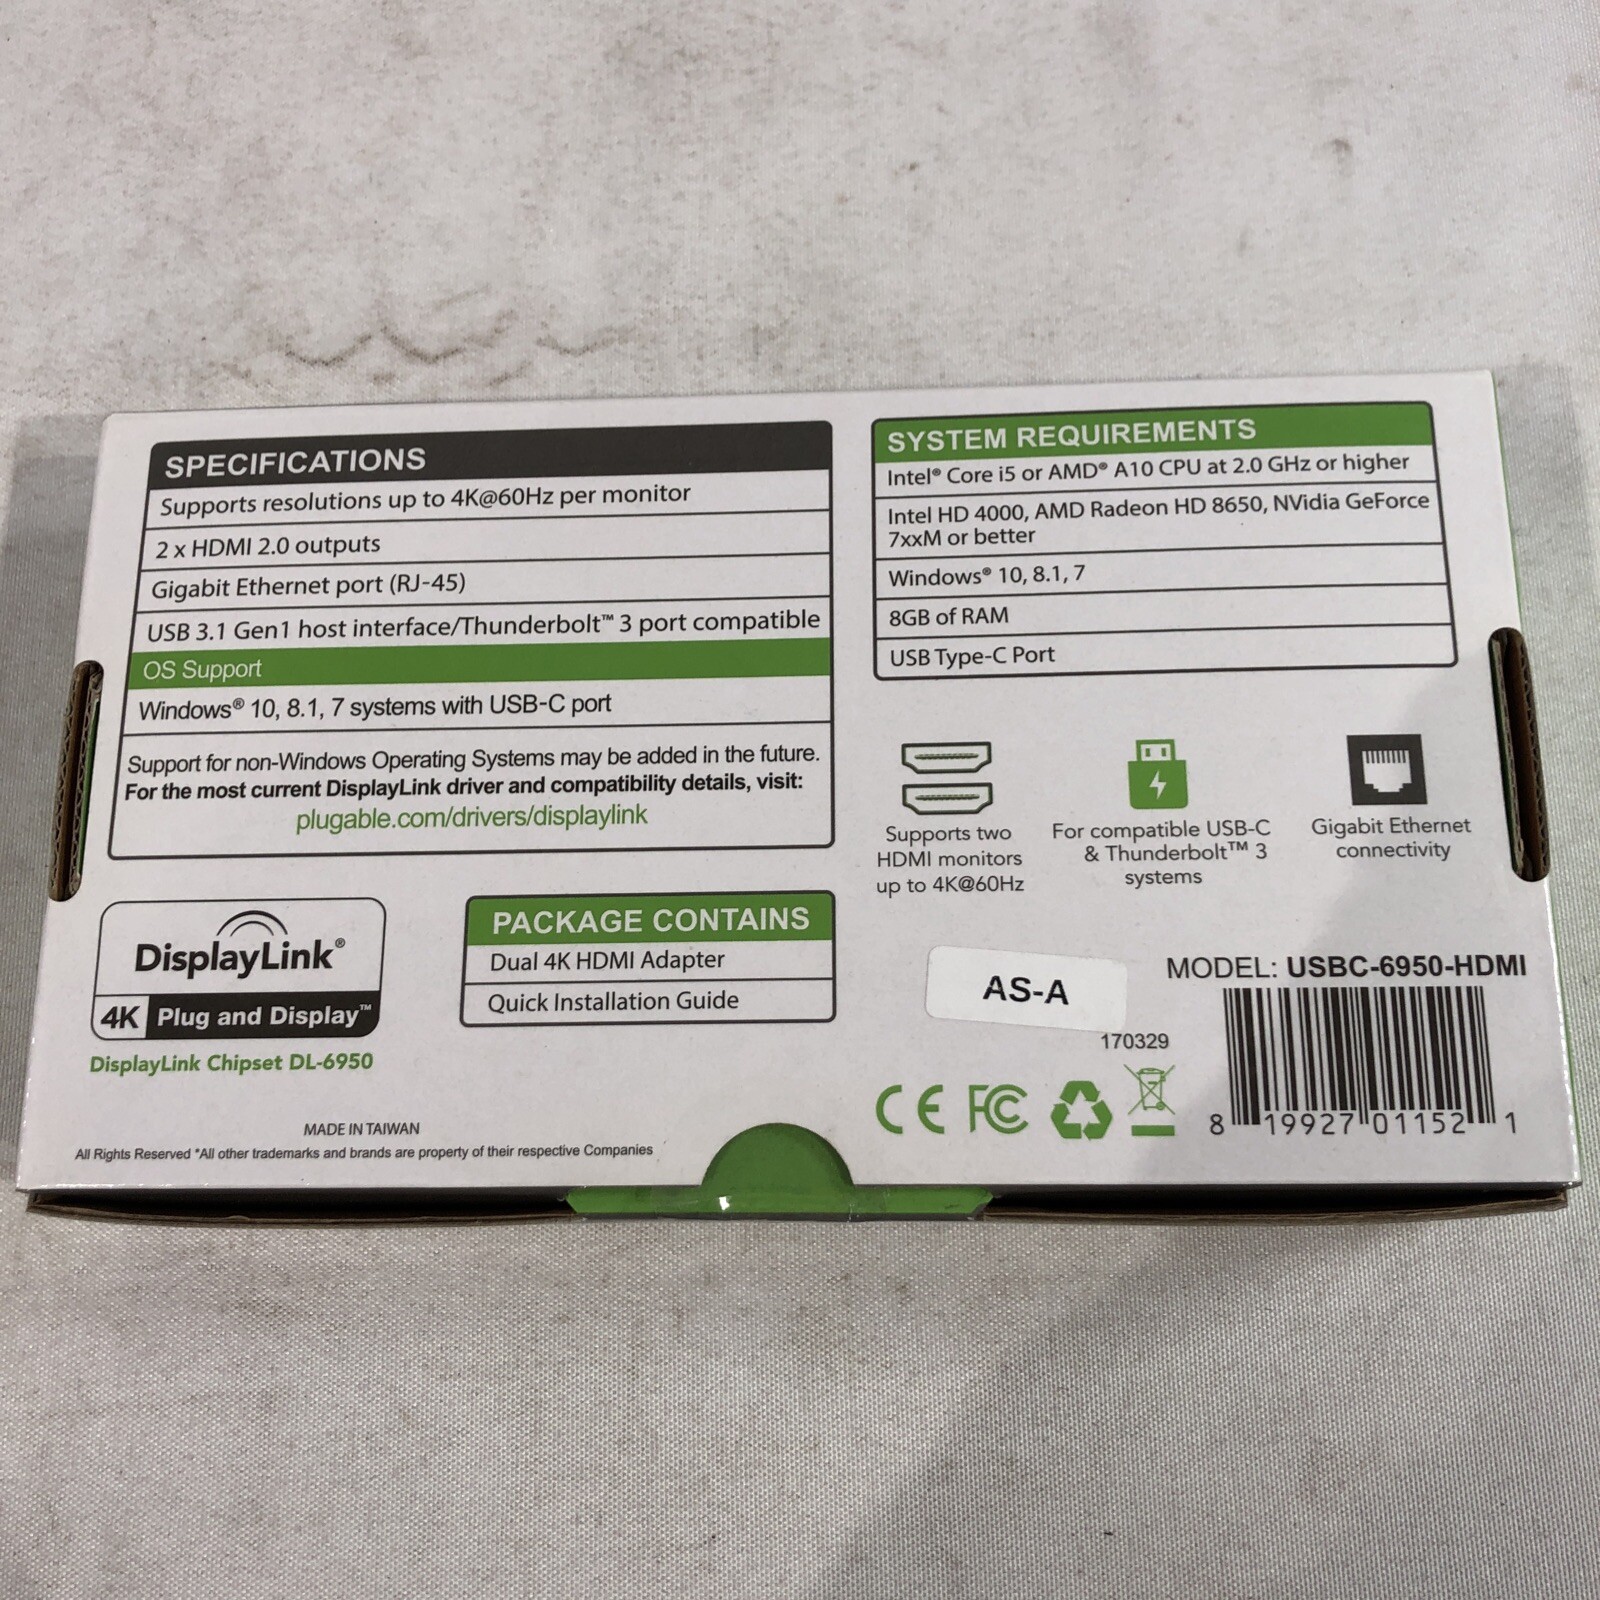 SPECIFICATIONS
Supports resolutions up to 4K@60Hz per monitor
2 x HDMI 2.0 outputs
Gigabit Ethernet port (RJ-45)
USB 3.1 Gen1 host interface/Thunderbolt™ 3 port compatible
OS Support
Windows® 10, 8.1, 7 systems with USB-C port
Support for non-Windows Operating Systems may be added in the future.
For the most current DisplayLink driver and compatibility details, visit:
plugable.com/drivers/displaylink
SYSTEM REQUIREMENTS
Intel® Core i5 or AMD® A10 CPU at 2.0 GHz or higher
Intel HD 4000, AMD Radeon HD 8650, NVidia GeForce
7xxM or better
Windows® 10, 8.1, 7
8GB of RAM
USB Type-C Port
Supports two
HDMI monitors
up to 4K@60Hz
For compatible USB-C
& Thunderbolt™ 3
systems
Gigabit Ethernet
connectivity
DisplayLink®
4K Plug and Display™
DisplayLink Chipset DL-6950
PACKAGE CONTAINS
Dual 4K HDMI Adapter
Quick Installation Guide
AS-A
MODEL: USBC-6950-HDMI
170329
CE FC
8 19927 01152 1
MADE IN TAIWAN
All Rights Reserved *All other trademarks and brands are property of their respective Companies